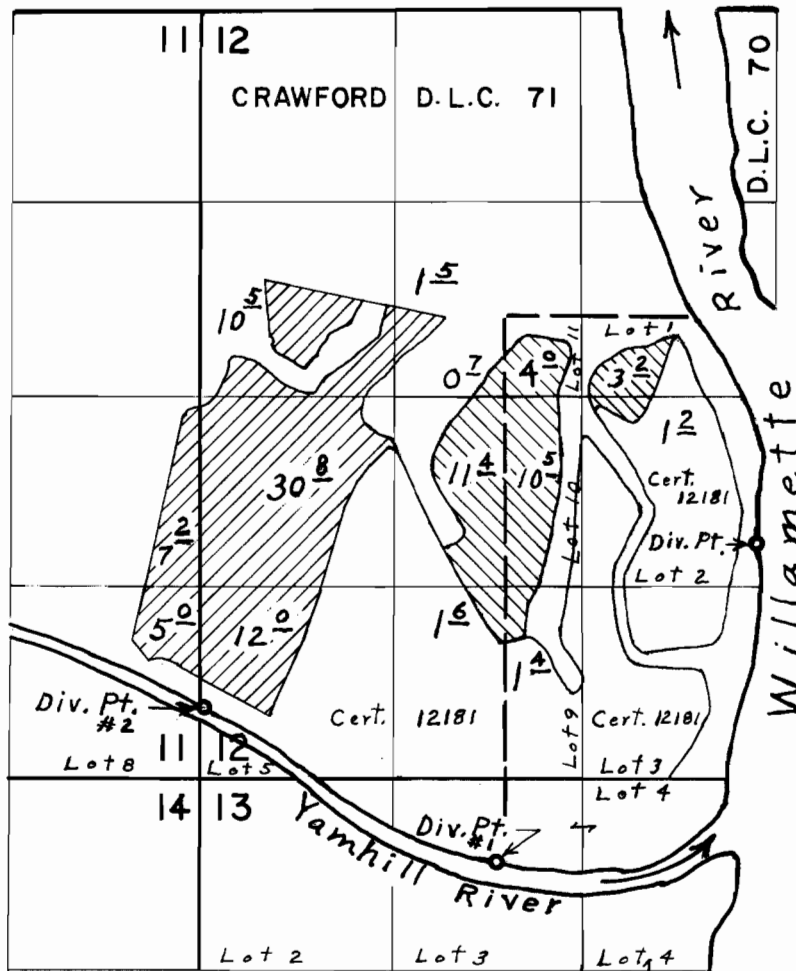 11 12
CRAWFORD D.L.C. 71
D.L.C. 70
River
Willamette
1 5
10 5
Lot 1
Lot 11
0 7
4 0
3 2
1 2
30 8
11 4
10 5
Cert.
12181
Lot 10
Div. Pt.
7 2
Lot 2
5 0
12 0
1 6
1 4
Div. Pt.
#2
Cert. 12181
Lot 9
Cert. 12181
11 12
Lot 8
Lot 5
Lot 3
Lot 4
14 13
Yamhill River
Div. Pt.
#1
Lot 2
Lot 3
Lot 4